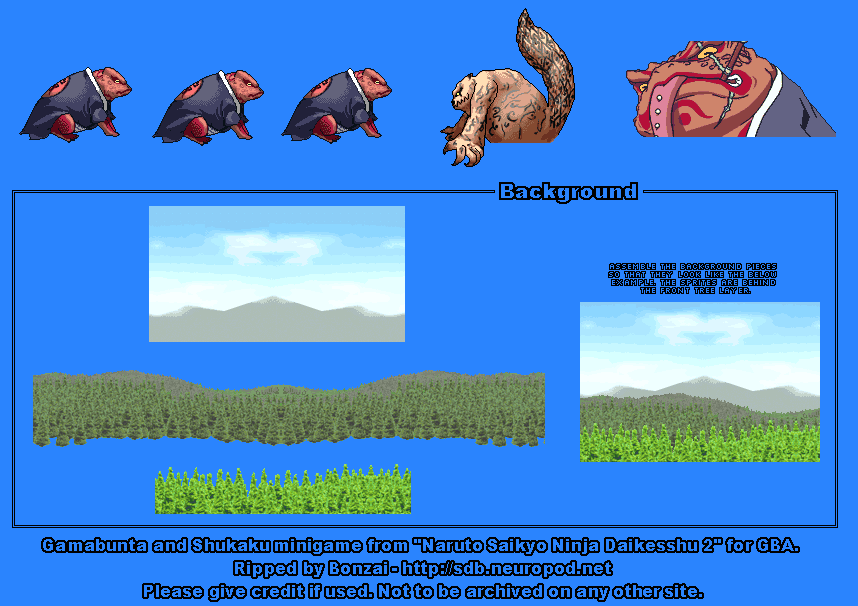 Background
ASSEMBLE THE BACKGROUND PIECES
SO THAT THEY LOOK LIKE THE BELOW
EXAMPLE. THE SPRITES ARE BEHIND
THE FRONT TREE LAYER.
Gamabunta and Shukaku minigame from "Naruto Saikyo Ninja Daikesshu 2" for GBA.
Ripped by Bonzai - http://sdb.neuropod.net
Please give credit if used. Not to be archived on any other site.